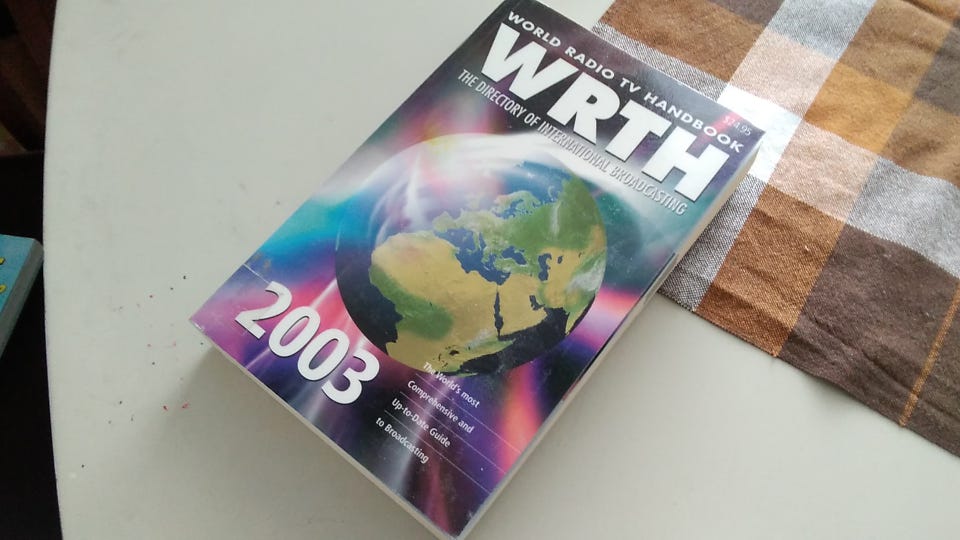 WORLD RADIO TV HANDBOOK
$24.95
WRTH
THE DIRECTORY OF INTERNATIONAL BROADCASTING
2003
The World's most
Comprehensive and
Up-to-Date Guide
to Broadcasting